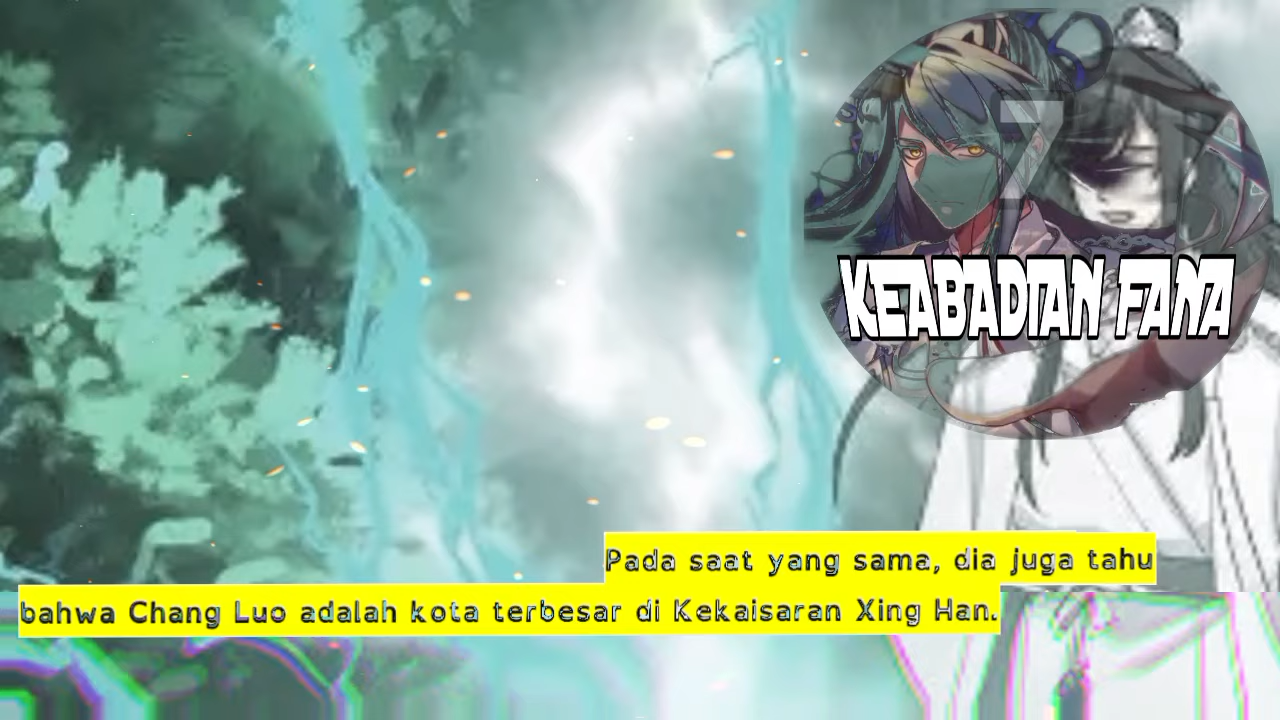 7
KEABADIAN FANA
Pada saat yang sama, dia juga tahu
bahwa Chang Luo adalah kota terbesar di Kekaisaran Xing Han.